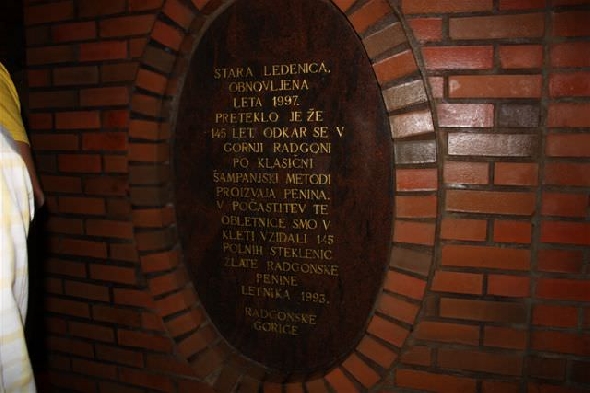 STARA LEDENICA,
OBNOVLJENA
LETA 1997.
PRETEKLO JE ŽE
145 LET, ODKAR SE V
GORNJI RADGONI
PO KLASIČNI
ŠAMPANJSKI METODI
PROIZVAJA PENINA.
V POČASTITEV TE
OBLETNICE SMO V
KLETI VZIDALI 145
POLNIH STEKLENIC
ZLATE RADGONSKE
PENINE
LETNIKA 1993.
RADGONSKE
GORICE